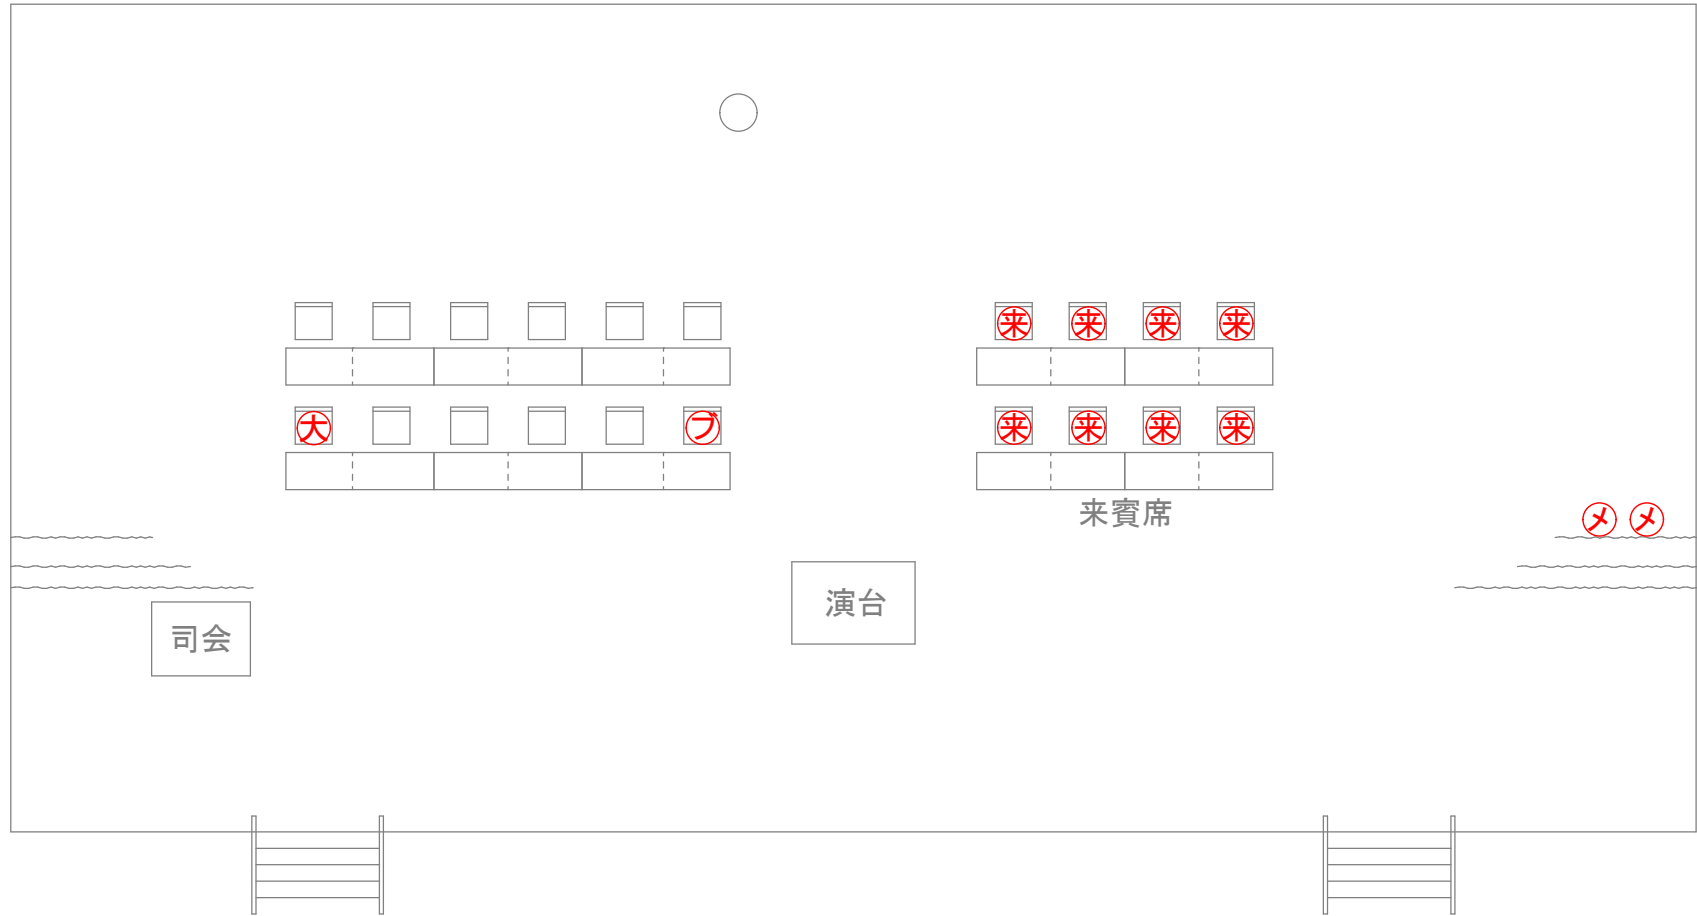 来 来 来 来
大 ブ 来 来 来 来
来賓席
メ メ
演台
司会